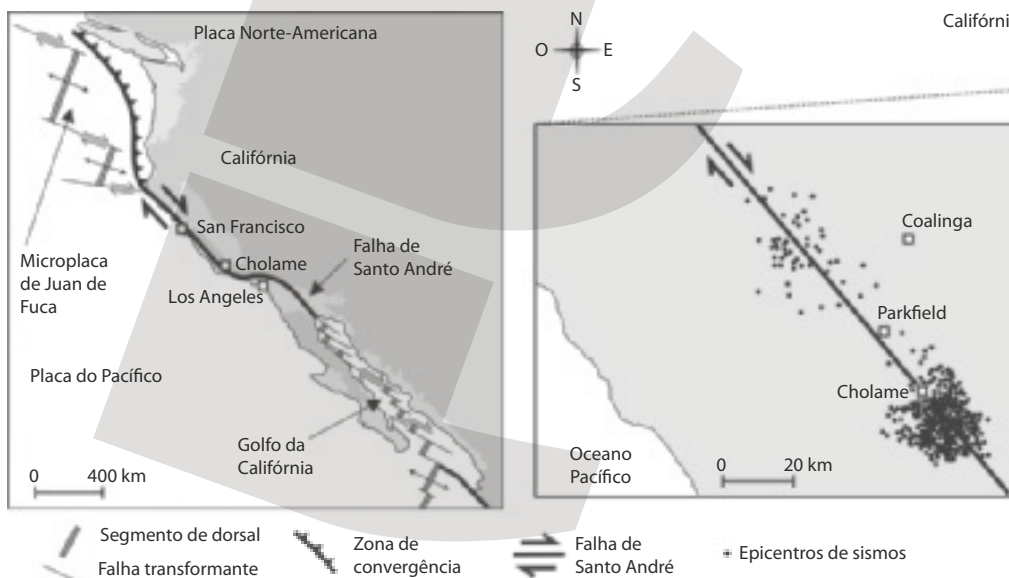 Placa Norte-Americana
Califórnia
San Francisco
Cholame
Los Angeles
Falha de
Santo André
Microplaca
de Juan de
Fuca
Placa do Pacífico
Golfo da
Califórnia
0 400 km
N
O E
S
Califórni
Coalinga
Parkfield
Cholame
Oceano
Pacífico
0 20 km
Segmento de dorsal
Falha transformante
Zona de
convergência
Falha de
Santo André
Epicentros de sismos